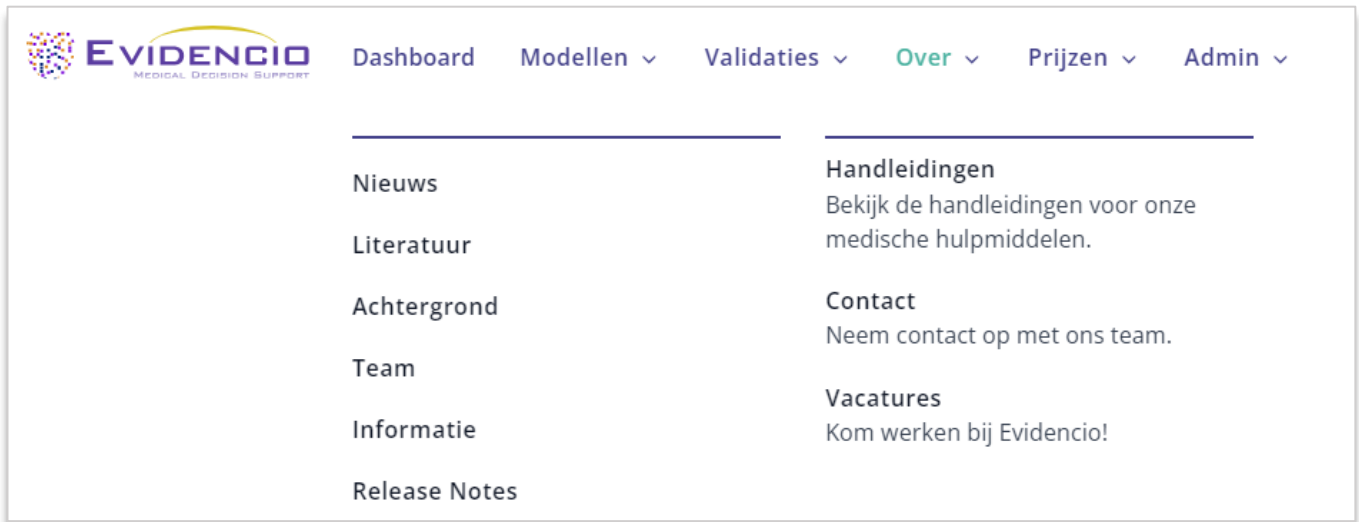 EVIDENCIO
MEDICAL DECISION SUPPORT
Dashboard Modellen Validaties Over Prijzen Admin
Nieuws
Literatuur
Achtergrond
Team
Informatie
Release Notes
Handleidingen
Bekijk de handleidingen voor onze
medische hulpmiddelen.
Contact
Neem contact op met ons team.
Vacatures
Kom werken bij Evidencio!